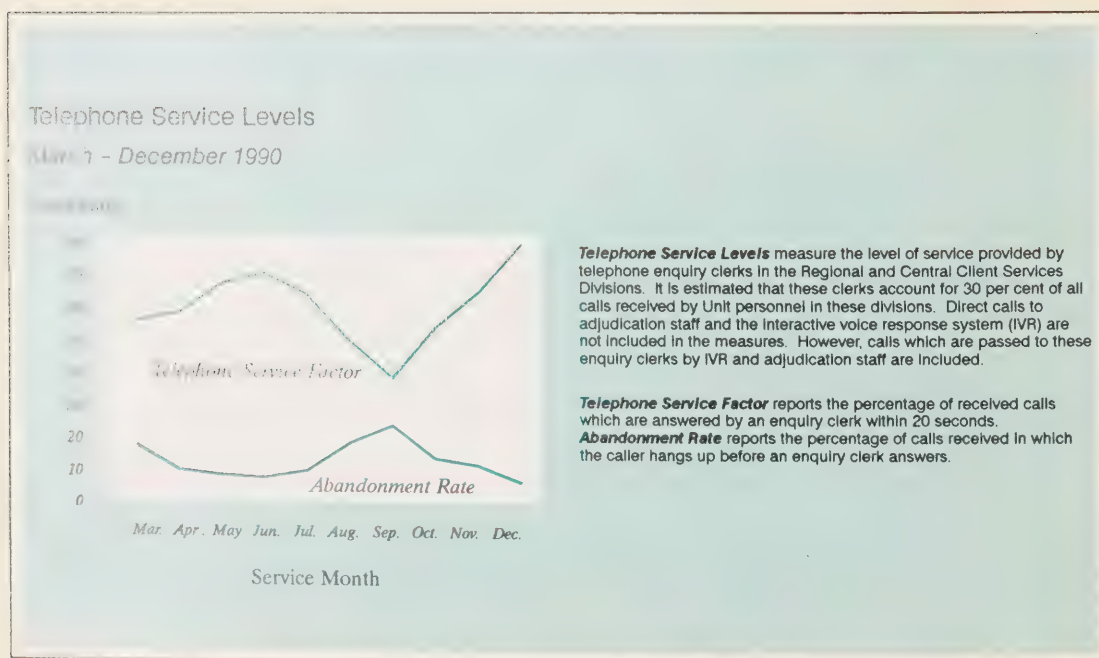 Telephone Service Levels
– December 1990
Telephone Service Factor
20
10
0
Abandonment Rate
Mar. Apr. May Jun. Jul. Aug. Sep. Oct. Nov. Dec.
Service Month
Telephone Service Levels measure the level of service provided by
telephone enquiry clerks in the Regional and Central Client Services
Divisions. It is estimated that these clerks account for 30 per cent of all
calls received by Unit personnel in these divisions. Direct calls to
adjudication staff and the interactive voice response system (IVR) are
not included in the measures. However, calls which are passed to these
enquiry clerks by IVR and adjudication staff are included.
Telephone Service Factor reports the percentage of received calls
which are answered by an enquiry clerk within 20 seconds.
Abandonment Rate reports the percentage of calls received in which
the caller hangs up before an enquiry clerk answers.